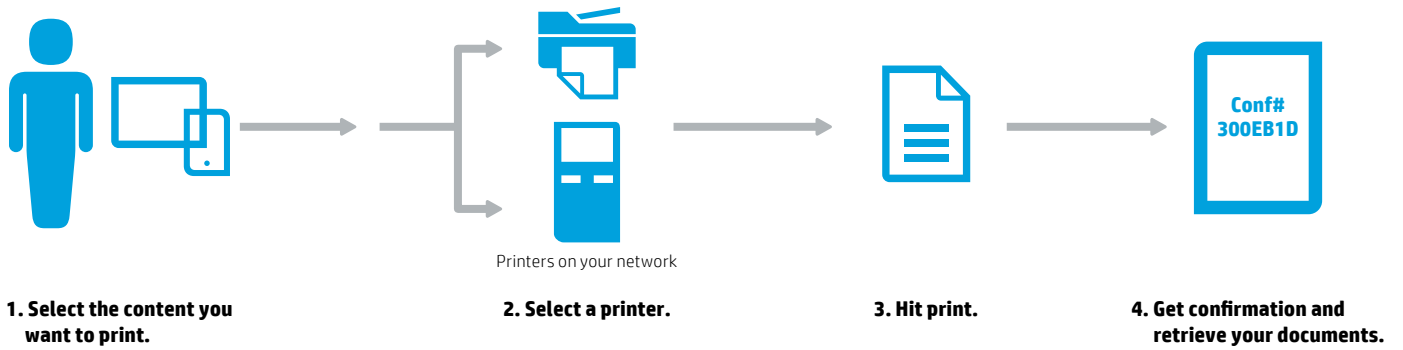 Conf#
300EB1D
Printers on your network
1. Select the content you
want to print.
2. Select a printer.
3. Hit print.
4. Get confirmation and
retrieve your documents.